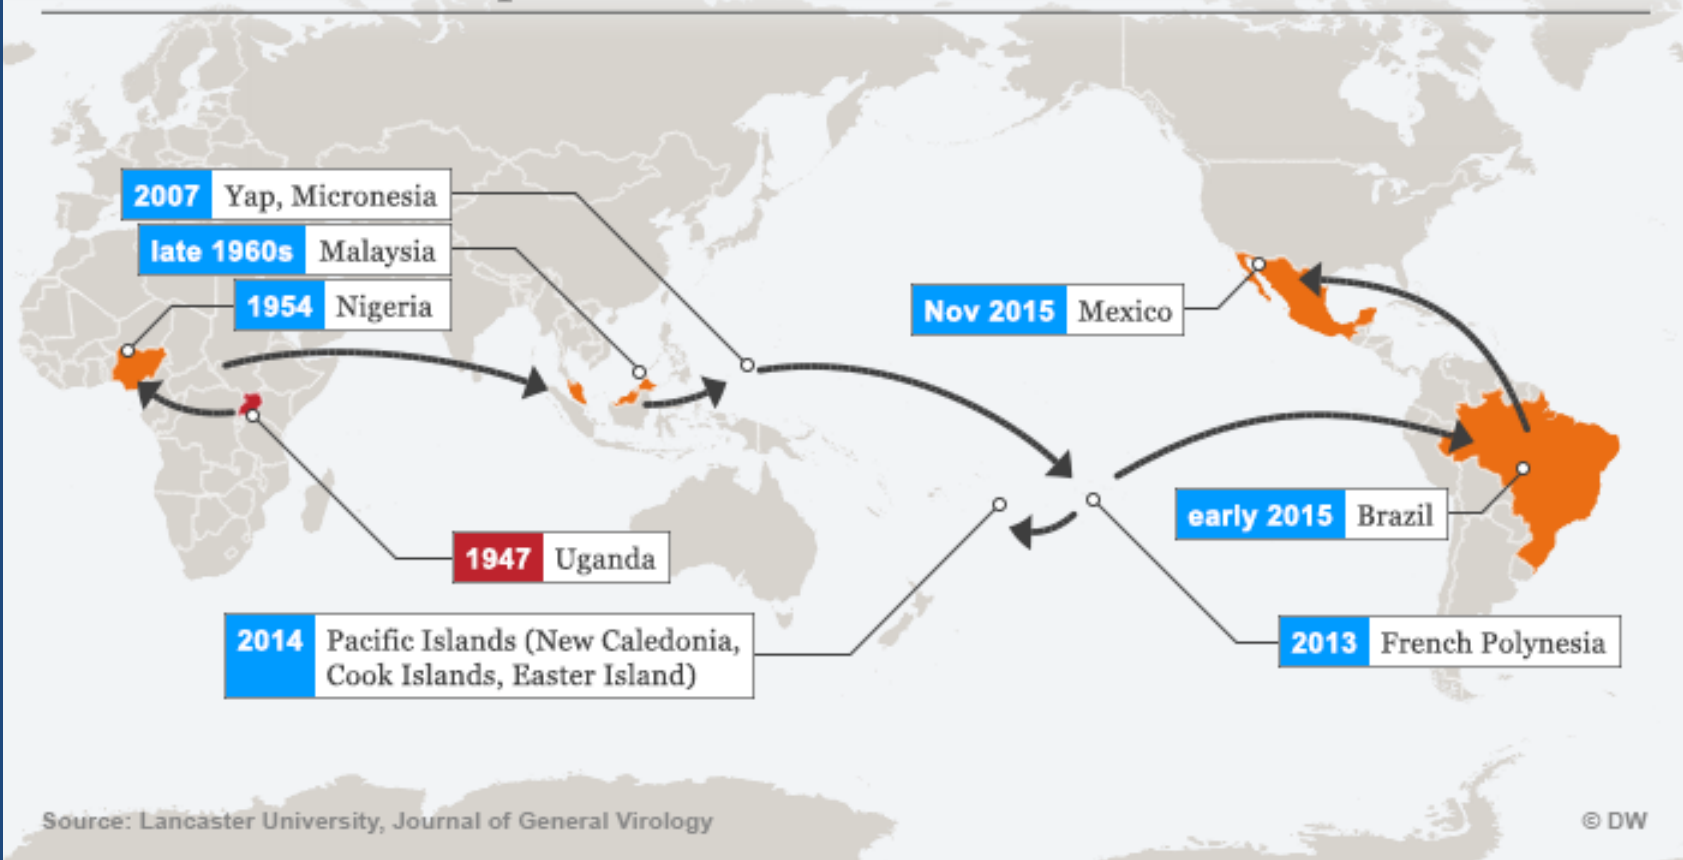 2007 Yap, Micronesia
late 1960s Malaysia
1954 Nigeria
Nov 2015 Mexico
early 2015 Brazil
1947 Uganda
2014 Pacific Islands (New Caledonia,
Cook Islands, Easter Island)
2013 French Polynesia
Source: Lancaster University, Journal of General Virology
© DW